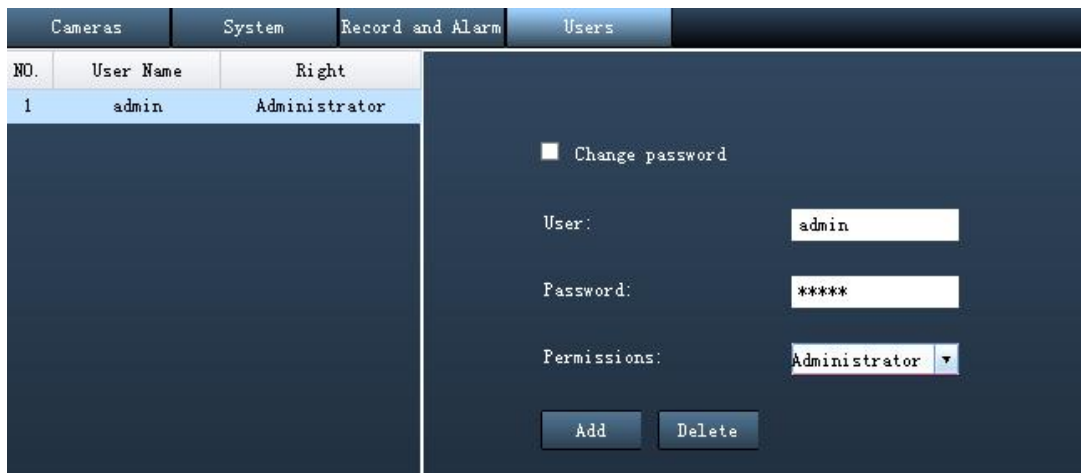 Cameras System Record and Alarm Users
NO. User Name Right
1 admin Administrator
Change password
User: admin
Password: *****
Permissions: Administrator
Add Delete